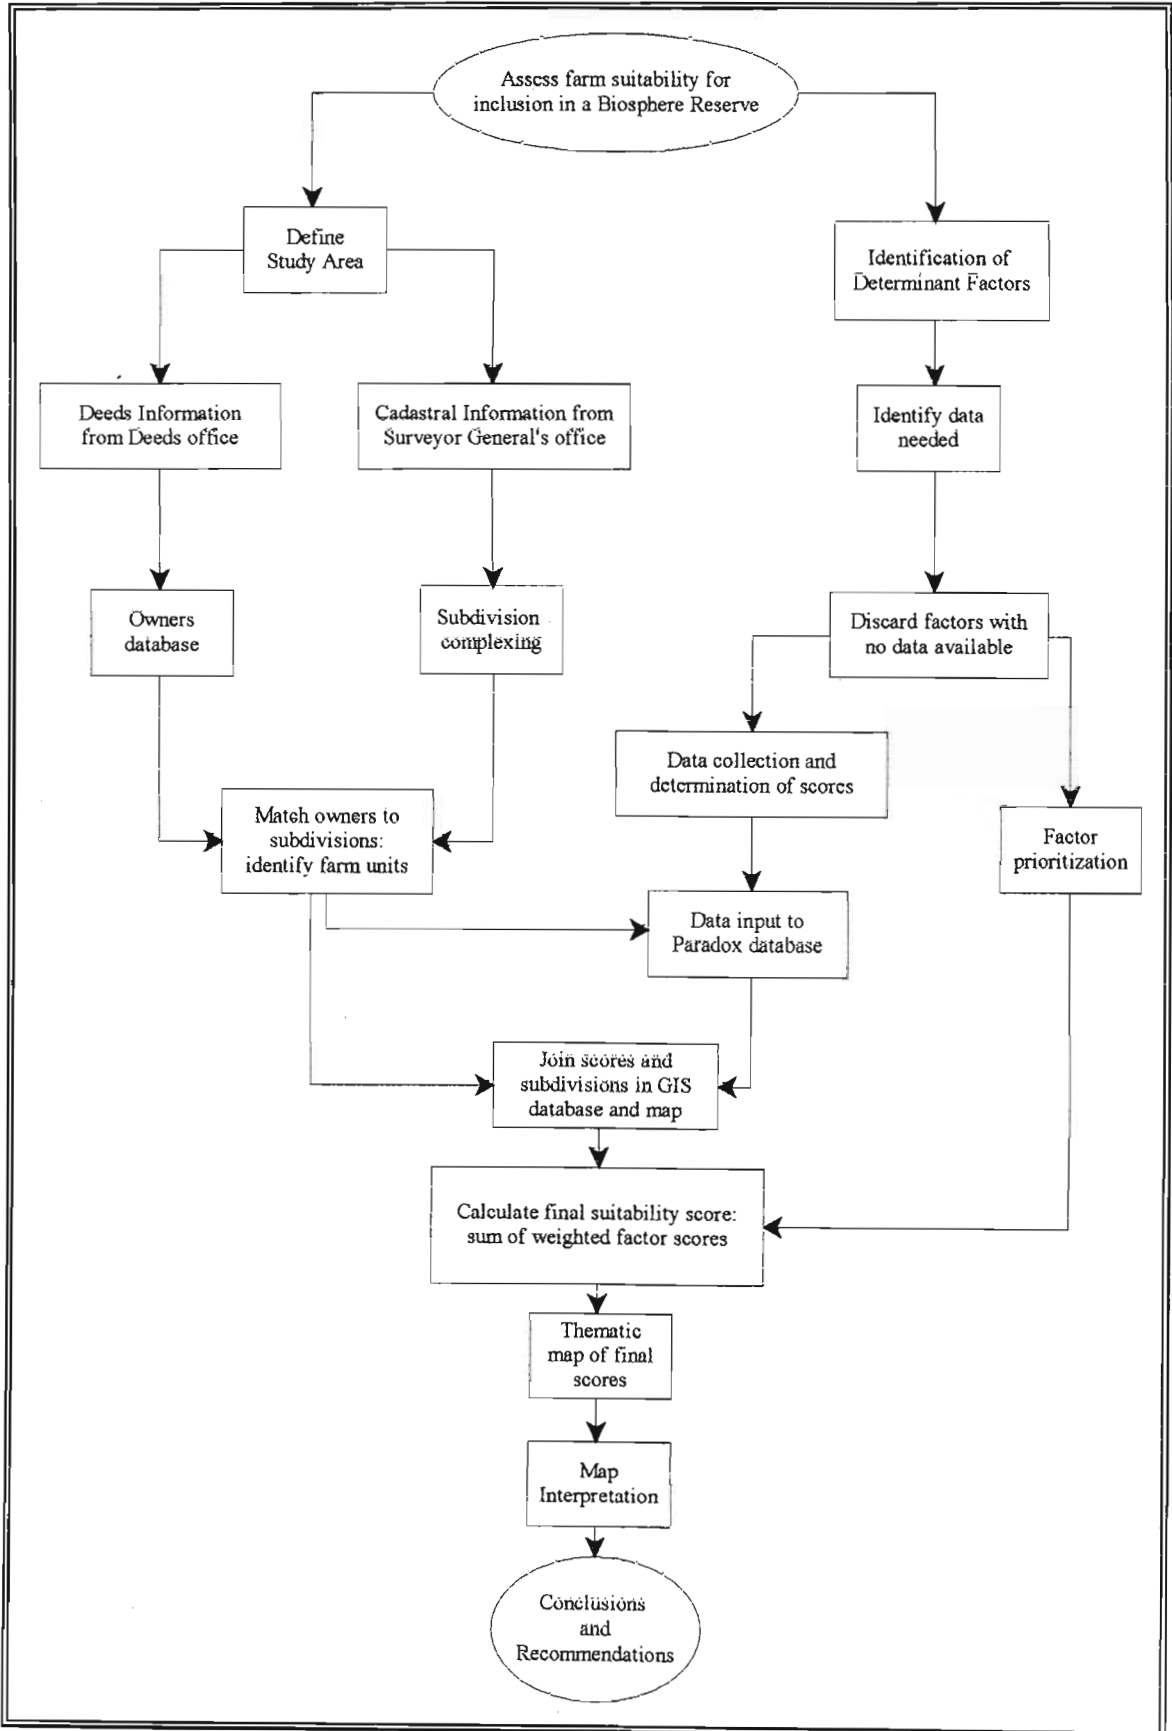 Assess farm suitability for
inclusion in a Biosphere Reserve
Define
Study Area
Identification of
Determinant Factors
Deeds Information
from Deeds office
Cadastral Information from
Surveyor General's office
Identify data
needed
Owners
database
Subdivision
complexing
Discard factors with
no data available
Data collection and
determination of scores
Match owners to
subdivisions:
identify farm units
Factor
prioritization
Data input to
Paradox database
Join scores and
subdivisions in GIS
database and map
Calculate final suitability score:
sum of weighted factor scores
Thematic
map of final
scores
Map
Interpretation
Conclusions
and
Recommendations